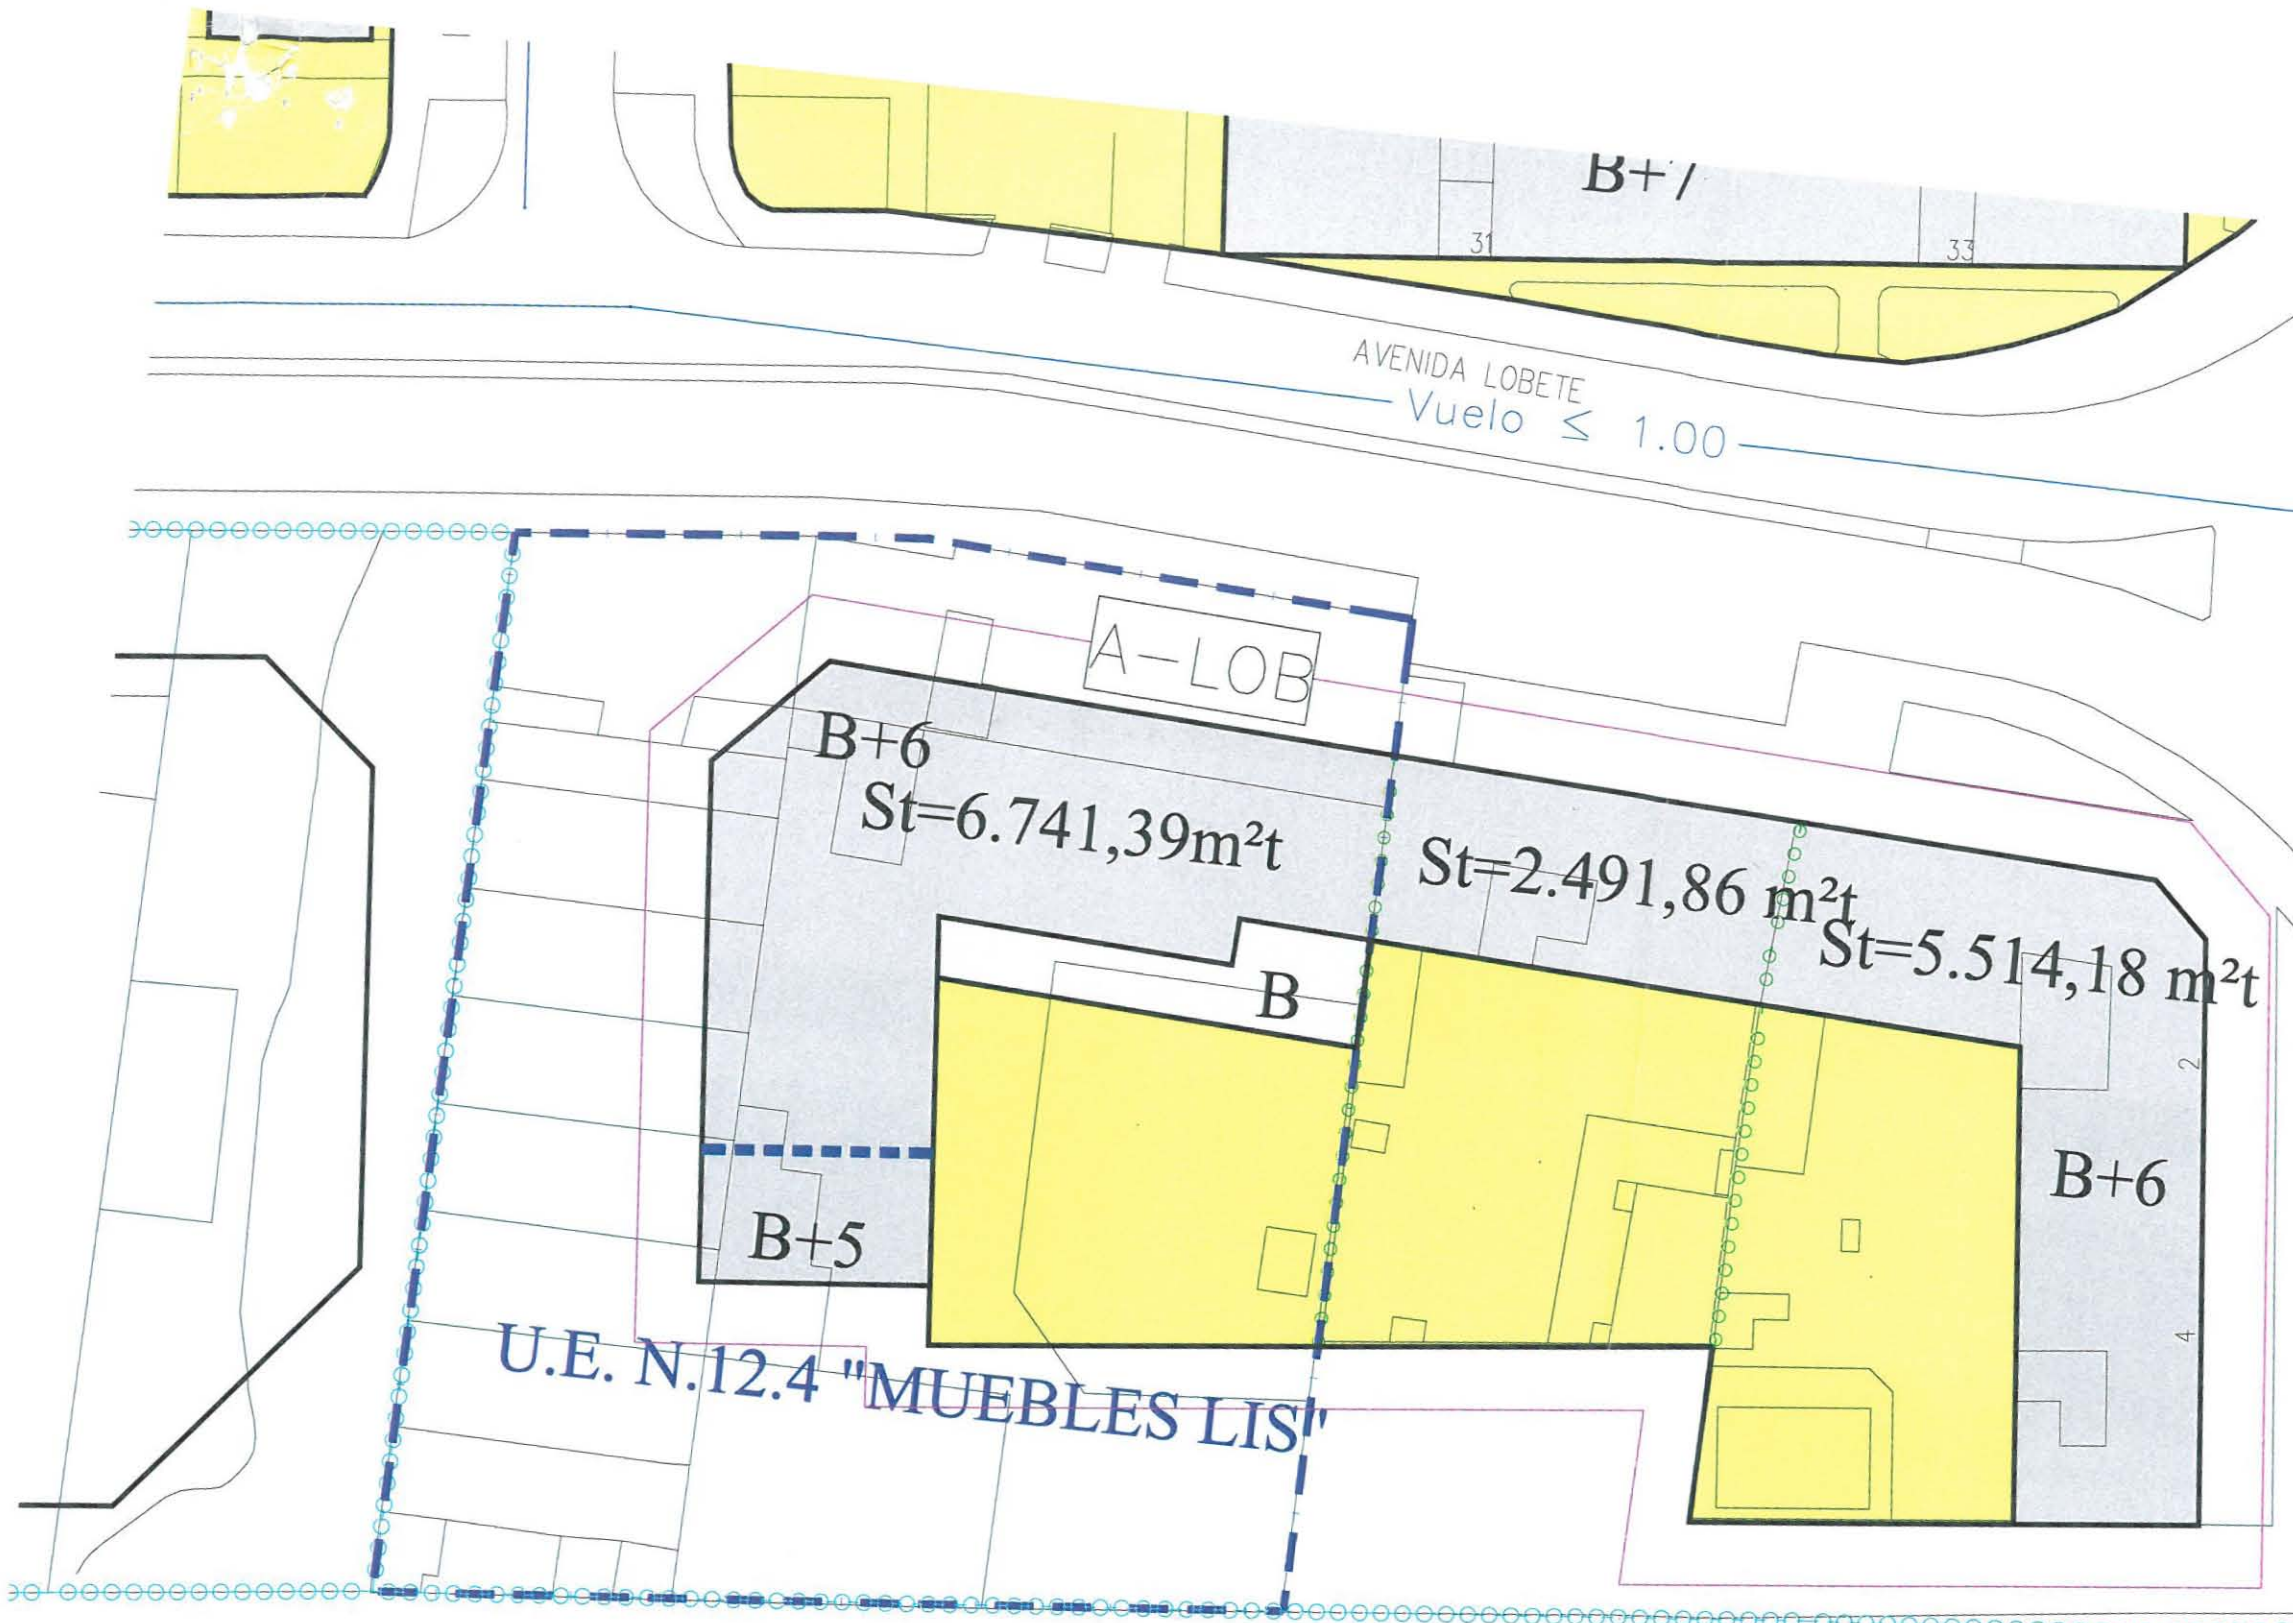 B+7
31
33
AVENIDA LOBETE
Vuelo ≤ 1.00
A-LOB
B+6
St=6.741,39m²t
St=2.491,86 m²t
St=5.514,18 m²t
B
2
B+6
B+5
4
U.E. N.12.4 "MUEBLES LIS"